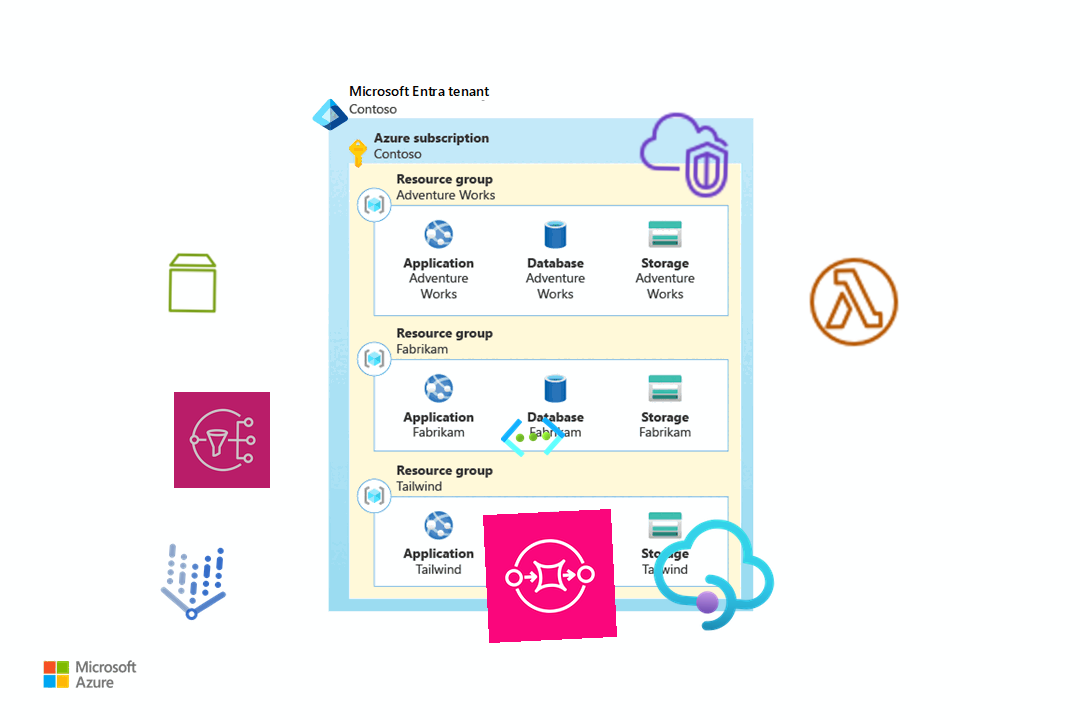 Microsoft Entra tenant
Contoso
Azure subscription
Contoso
Resource group
Adventure Works
Application
Adventure
Works
Database
Adventure
Works
Storage
Adventure
Works
Resource group
Fabrikam
Application
Fabrikam
Database
Fabrikam
Storage
Fabrikam
Resource group
Tailwind
Application
Tailwind
Storage
Tailwind
Microsoft
Azure